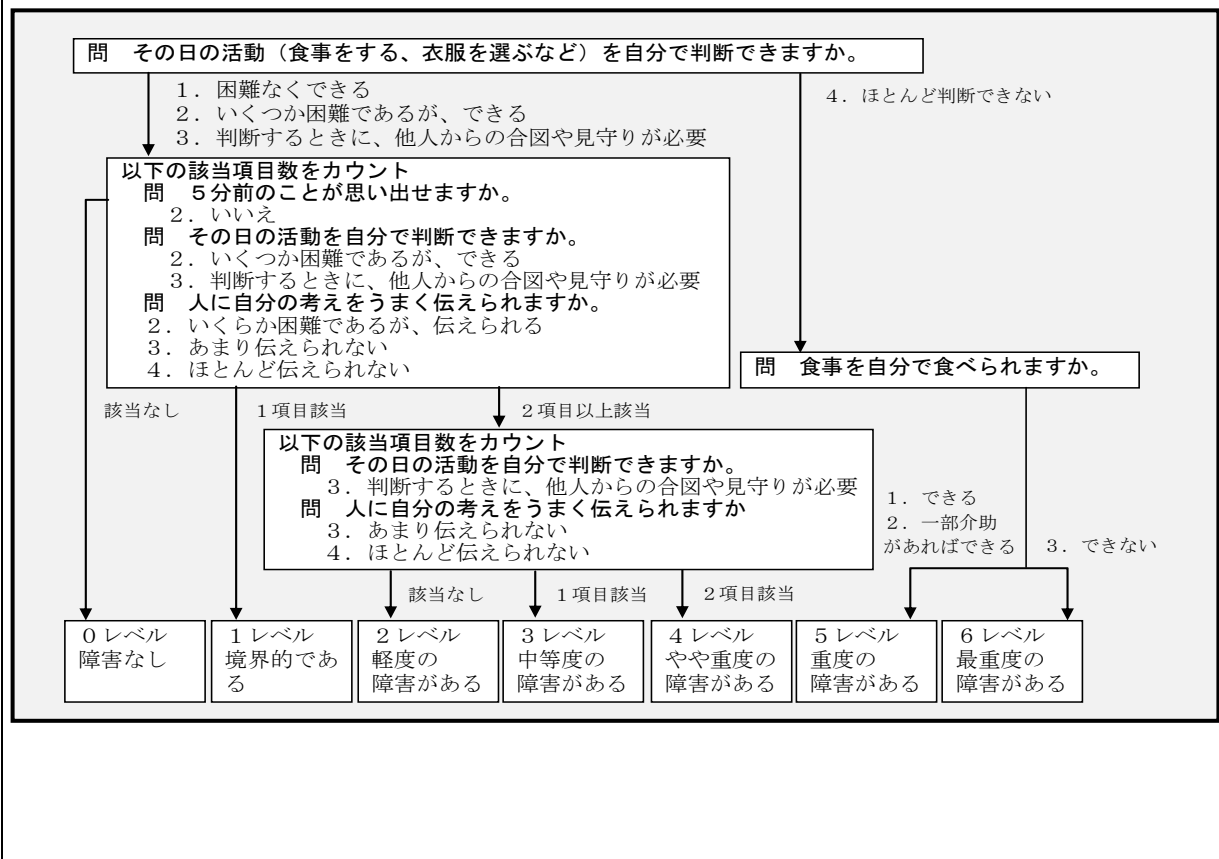 問　その日の活動（食事をする、衣服を選ぶなど）を自分で判断できますか。
１．困難なくできる
２．いくつか困難であるが、できる
３．判断するときに、他人からの合図や見守りが必要
４．ほとんど判断できない
以下の該当項目数をカウント
問　５分前のことが思い出せますか。
２．いいえ
問　その日の活動を自分で判断できますか。
２．いくつか困難であるが、できる
３．判断するときに、他人からの合図や見守りが必要
問　人に自分の考えをうまく伝えられますか。
２．いくらか困難であるが、伝えられる
３．あまり伝えられない
４．ほとんど伝えられない
問　食事を自分で食べられますか。
該当なし
１項目該当
２項目以上該当
以下の該当項目数をカウント
問　その日の活動を自分で判断できますか。
３．判断するときに、他人からの合図や見守りが必要
問　人に自分の考えをうまく伝えられますか
３．あまり伝えられない
４．ほとんど伝えられない
１．できる
２．一部介助
があればできる
３．できない
該当なし
１項目該当
２項目該当
０レベル
障害なし
１レベル
境界的であ
る
２レベル
軽度の
障害がある
３レベル
中等度の
障害がある
４レベル
やや重度の
障害がある
５レベル
重度の
障害がある
６レベル
最重度の
障害がある